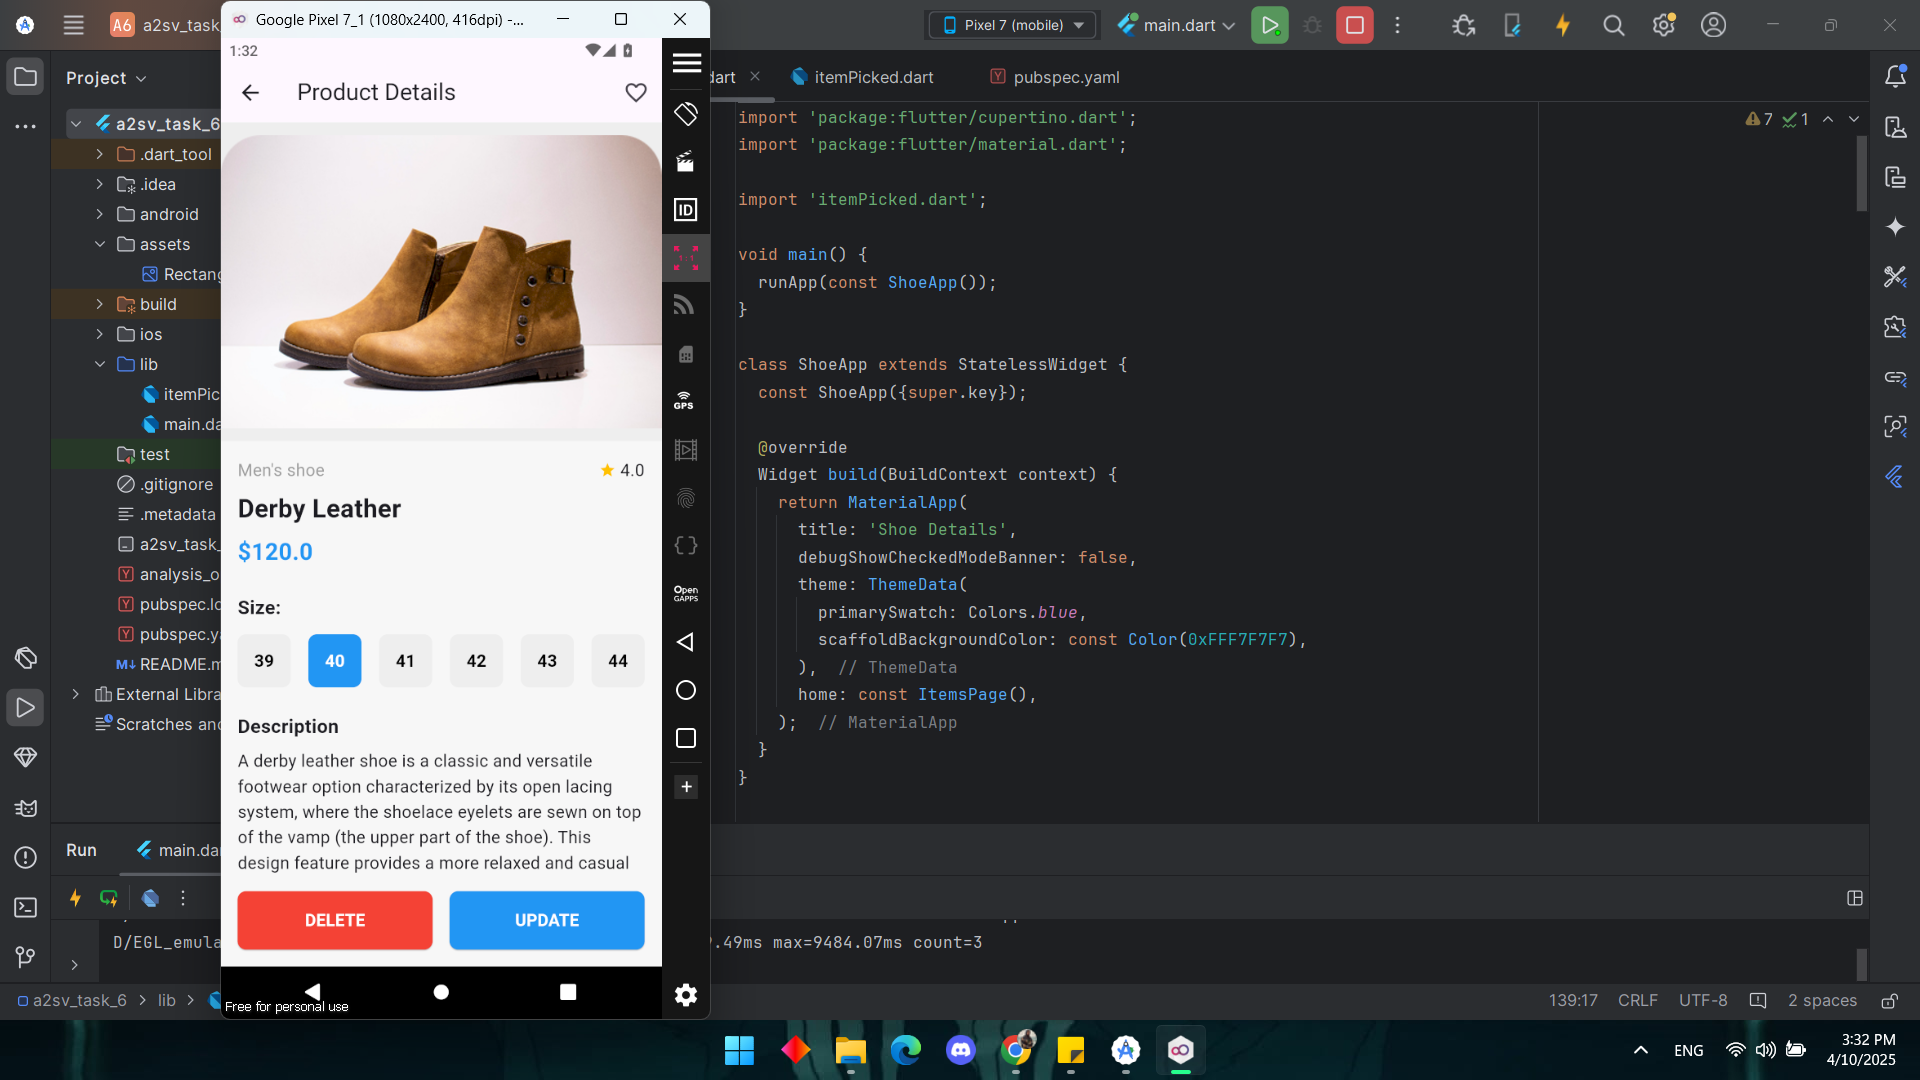 Google Pixel 7_1 (1080x2400, 416dpi) -...
A6 a2sv_task_
Pixel 7 (mobile)
main.dart
1:32
Product Details
Project
dart
itemPicked.dart
pubspec.yaml
a2sv_task_6
.dart_tool
.idea
android
assets
Rectang
build
ios
lib
itemPic
main.da
test
.gitignore
.metadata
a2sv_task_
analysis_o
pubspec.lo
pubspec.ya
README.m
External Libra
Scratches and
import 'package:flutter/cupertino.dart';
import 'package:flutter/material.dart';
import 'itemPicked.dart';
void main() {
runApp(const ShoeApp());
}
class ShoeApp extends StatelessWidget {
const ShoeApp({super.key});
@override
Widget build(BuildContext context) {
return MaterialApp(
title: 'Shoe Details',
debugShowCheckedModeBanner: false,
theme: ThemeData(
primarySwatch: Colors.blue,
scaffoldBackgroundColor: const Color(0xFFF7F7F7),
), // ThemeData
home: const ItemsPage(),
); // MaterialApp
}
}
7 1
ID
1:1
GPS
Open
GAPPS
Men's shoe
4.0
Derby Leather
$120.0
Size:
39 40 41 42 43 44
Description
A derby leather shoe is a classic and versatile
footwear option characterized by its open lacing
system, where the shoelace eyelets are sewn on top
of the vamp (the upper part of the shoe). This
design feature provides a more relaxed and casual
DELETE
UPDATE
Free for personal use
Run
main.da
D/EGL_emula
.49ms max=9484.07ms count=3
a2sv_task_6 > lib >
139:17 CRLF UTF-8 2 spaces
ENG
3:32 PM
4/10/2025